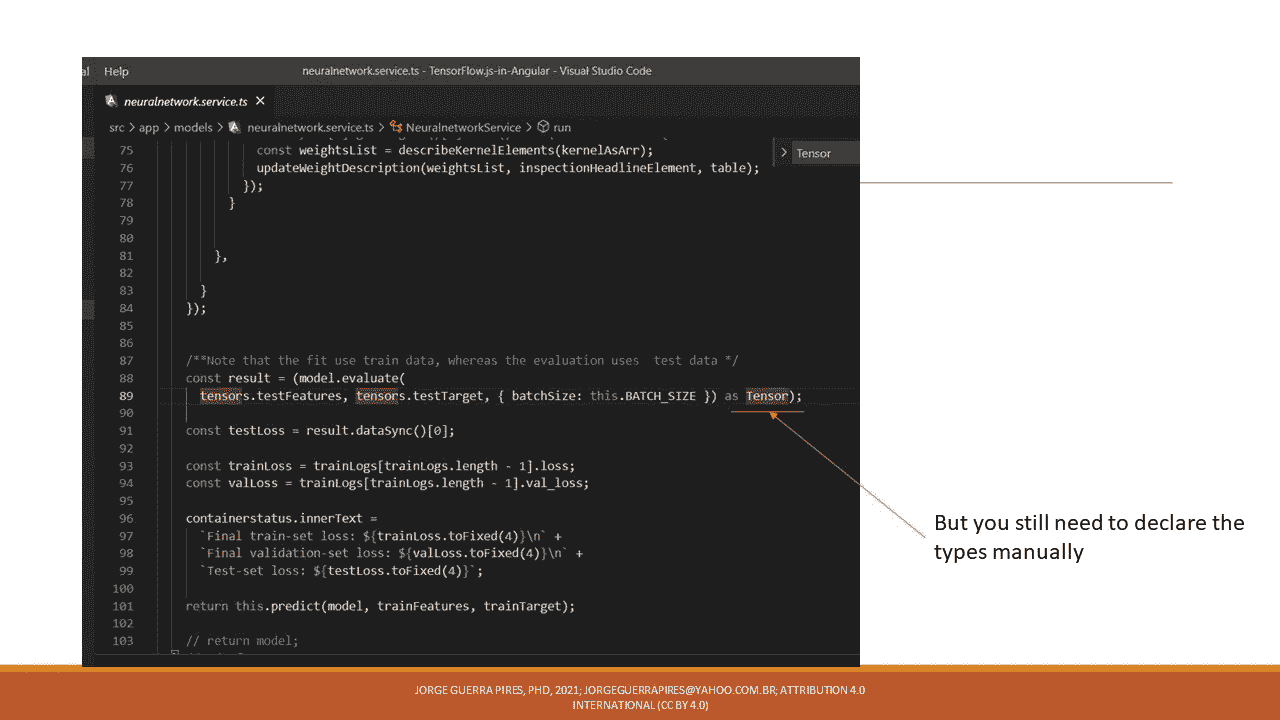 al Help neuralnetwork.service.ts - TensorFlow.js-in-Angular - Visual Studio Code
neuralnetwork.service.ts ×
src > app > models > neuralnetwork.service.ts > NeuralnetworkService > run
Tensor
75 const weightsList = describeKernelElements(kernelAsArr);
76 updateWeightDescription(weightsList, inspectionHeadlineElement, table);
77 });
78 }
79
80
81 },
82
83 }
84 });
85
86
87 /**Note that the fit use train data, whereas the evaluation uses  test data */
88 const result = (model.evaluate(
89 tensors.testFeatures, tensors.testTarget, { batchSize: this.BATCH_SIZE }) as Tensor);
90
91 const testLoss = result.dataSync()[0];
92
93 const trainLoss = trainLogs[trainLogs.length - 1].loss;
94 const valLoss = trainLogs[trainLogs.length - 1].val_loss;
95
96 containerstatus.innerText =
97 `Final train-set loss: ${trainLoss.toFixed(4)}\n` +
98 `Final validation-set loss: ${valLoss.toFixed(4)}\n` +
99 `Test-set loss: ${testLoss.toFixed(4)}`;
100
101 return this.predict(model, trainFeatures, trainTarget);
102
103 // return model;
But you still need to declare the
types manually
JORGE GUERRA PIRES, PHD, 2021; JORGEGUERRAPIRES@YAHOO.COM.BR; ATTRIBUTION 4.0
INTERNATIONAL (CC BY 4.0)